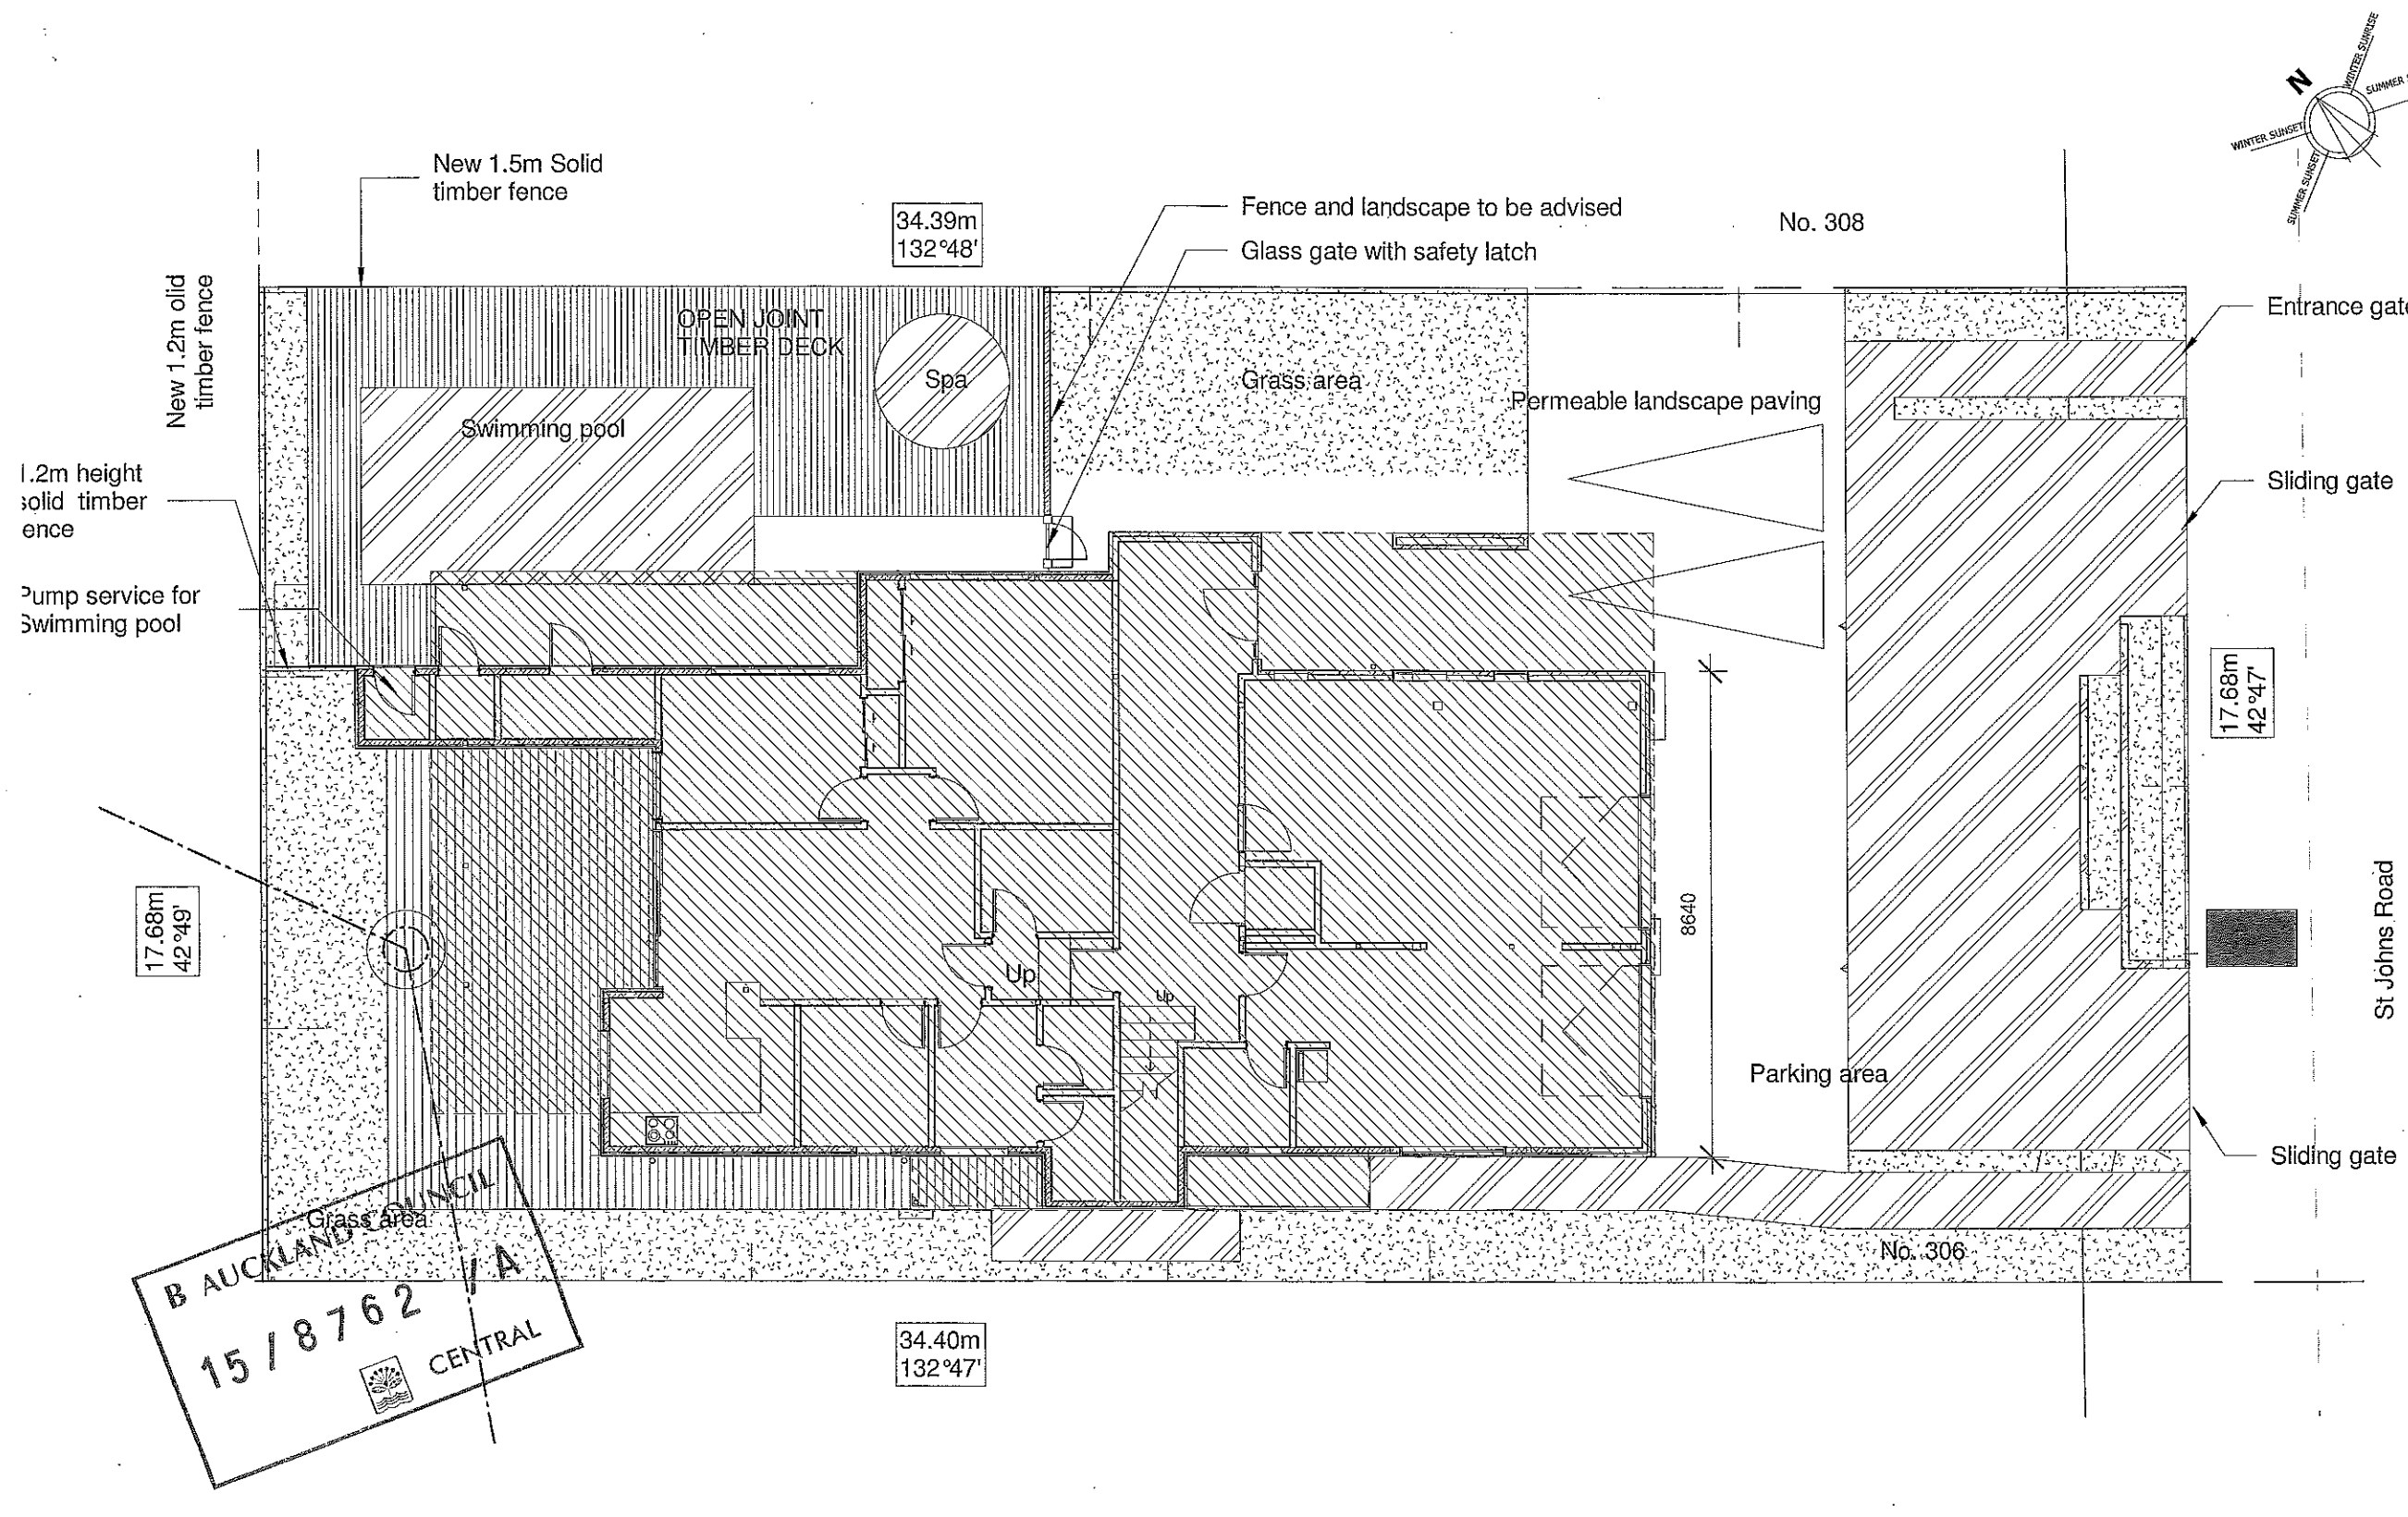 N
WINTER SUNRISE
SUMMER
WINTER SUNSET
SUMMER SUNSET
New 1.5m Solid
timber fence
34.39m
132°48'
Fence and landscape to be advised
Glass gate with safety latch
No. 308
New 1.2m olid
timber fence
OPEN JOINT
TIMBER DECK
Entrance gate
Spa
Grass area
Permeable landscape paving
Swimming pool
1.2m height
solid timber
ence
Sliding gate
Pump service for
Swimming pool
17.68m
42°47'
17.68m
42°49'
8640
St Johns Road
Up
Up
Parking area
Sliding gate
Grass area
No. 306
B AUCKLAND COUNCIL
15 / 8762 / A
CENTRAL
34.40m
132°47'